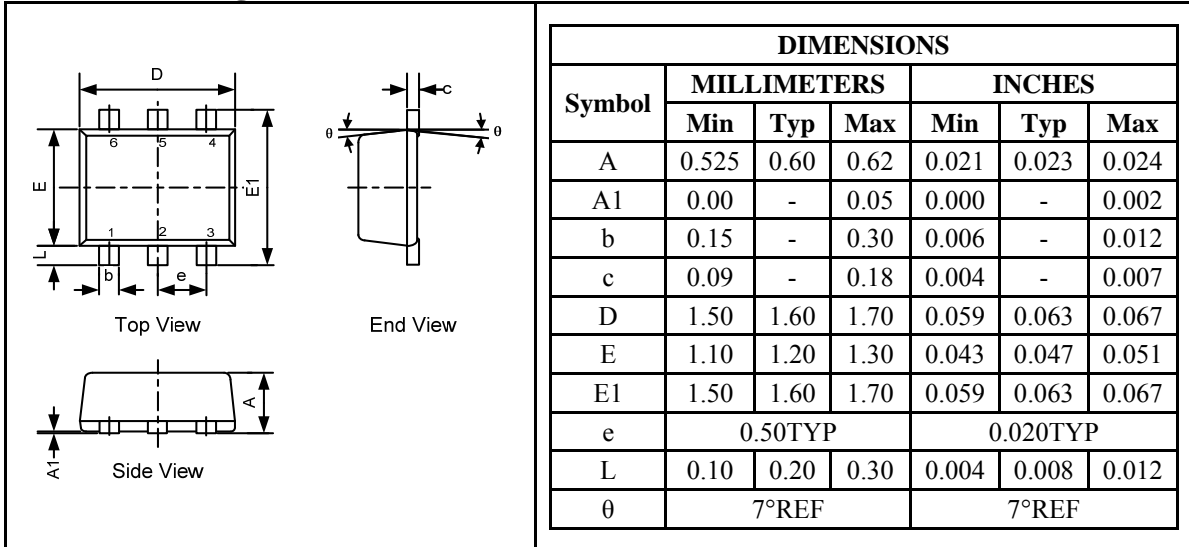 D
c
θ
θ
6 5 4
E
E1
1 2 3
L
b
e
Top View
End View
A
A1
Side View
DIMENSIONS
Symbol MILLIMETERS INCHES
Min Typ Max Min Typ Max
A 0.525 0.60 0.62 0.021 0.023 0.024
A1 0.00 - 0.05 0.000 - 0.002
b 0.15 - 0.30 0.006 - 0.012
c 0.09 - 0.18 0.004 - 0.007
D 1.50 1.60 1.70 0.059 0.063 0.067
E 1.10 1.20 1.30 0.043 0.047 0.051
E1 1.50 1.60 1.70 0.059 0.063 0.067
e 0.50TYP 0.020TYP
L 0.10 0.20 0.30 0.004 0.008 0.012
θ 7°REF 7°REF